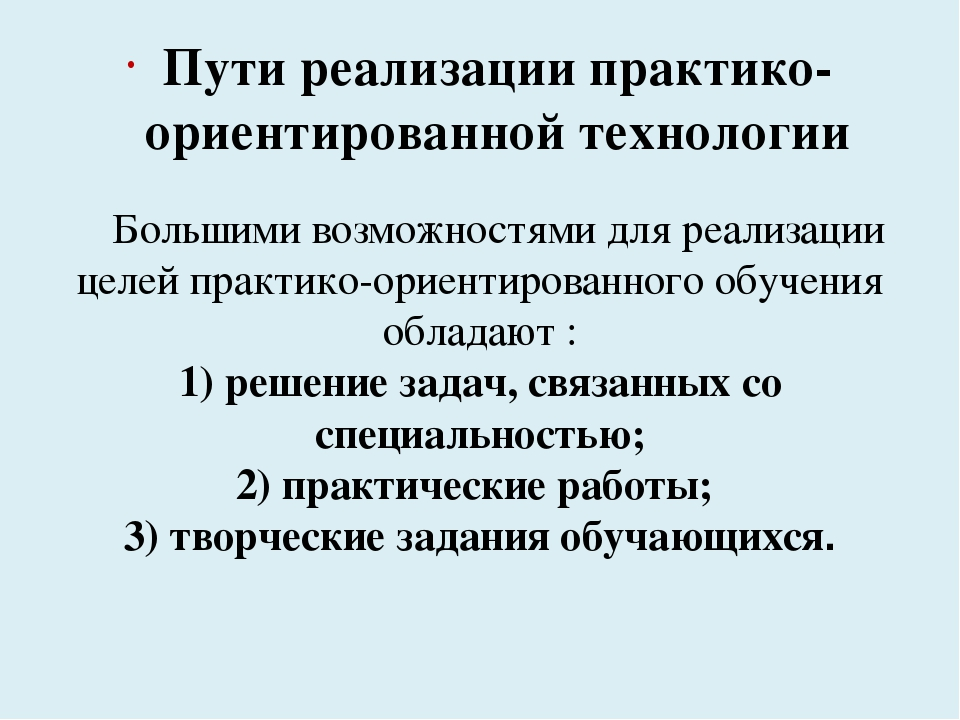 • Пути реализации практико-
ориентированной технологии
Большими возможностями для реализации
целей практико-ориентированного обучения
обладают :
1) решение задач, связанных со
специальностью;
2) практические работы;
3) творческие задания обучающихся.